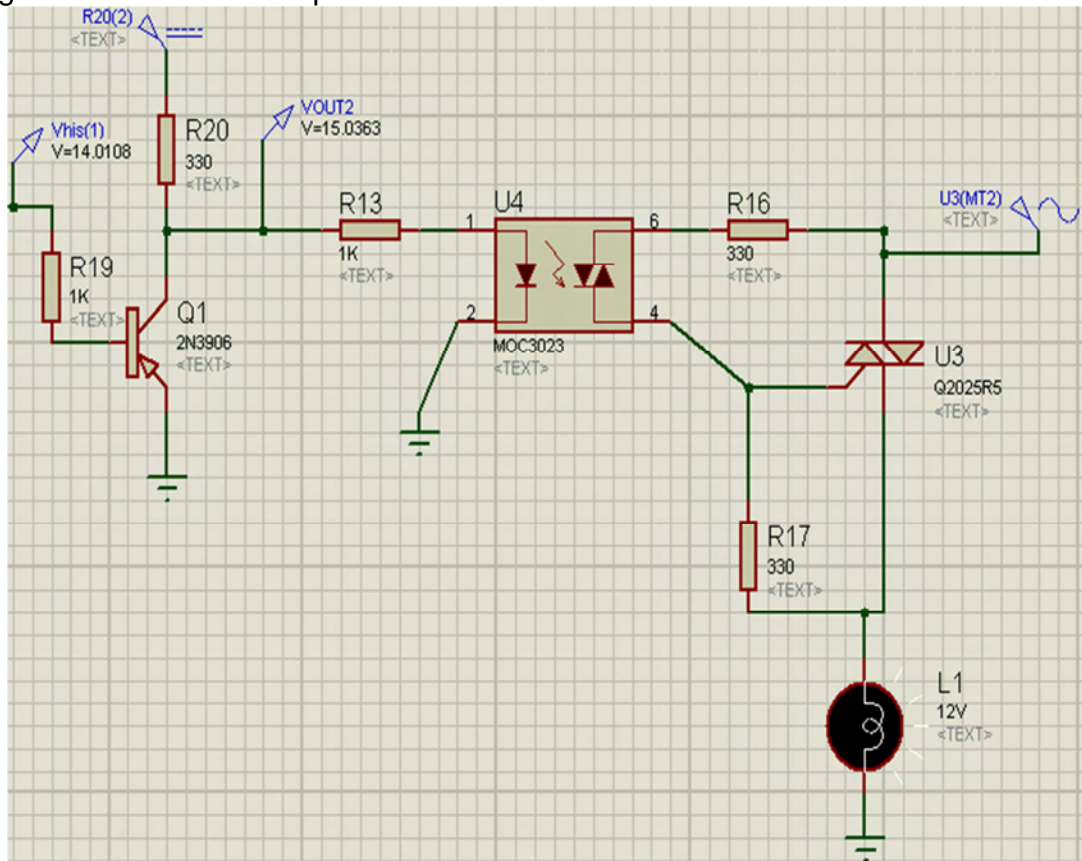 R20(2)
<TEXT>
Vhis(1)
V=14.0108
R20
330
<TEXT>
VOUT2
V=15.0363
R19
1K
<TEXT>
Q1
2N3906
<TEXT>
R13
1K
<TEXT>
U4
1
2
6
4
MOC3023
<TEXT>
R16
330
<TEXT>
U3(MT2)
<TEXT>
U3
Q2025R5
<TEXT>
R17
330
<TEXT>
L1
12V
<TEXT>